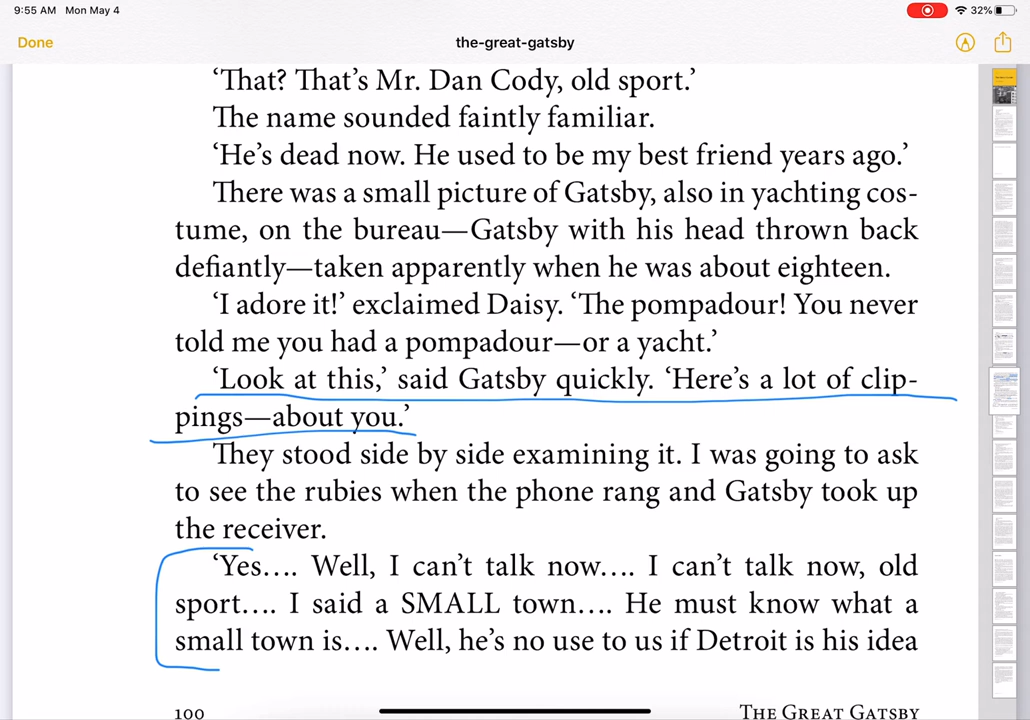 9:55 AM Mon May 4 32%
Done the-great-gatsby
‘That? That’s Mr. Dan Cody, old sport.’
The name sounded faintly familiar.
‘He’s dead now. He used to be my best friend years ago.’
There was a small picture of Gatsby, also in yachting cos-
tume, on the bureau—Gatsby with his head thrown back
defiantly—taken apparently when he was about eighteen.
‘I adore it!’ exclaimed Daisy. ‘The pompadour! You never
told me you had a pompadour—or a yacht.’
‘Look at this,’ said Gatsby quickly. ‘Here’s a lot of clip-
pings—about you.’
They stood side by side examining it. I was going to ask
to see the rubies when the phone rang and Gatsby took up
the receiver.
‘Yes…. Well, I can’t talk now…. I can’t talk now, old
sport…. I said a SMALL town…. He must know what a
small town is…. Well, he’s no use to us if Detroit is his idea
100 The Great Gatsby